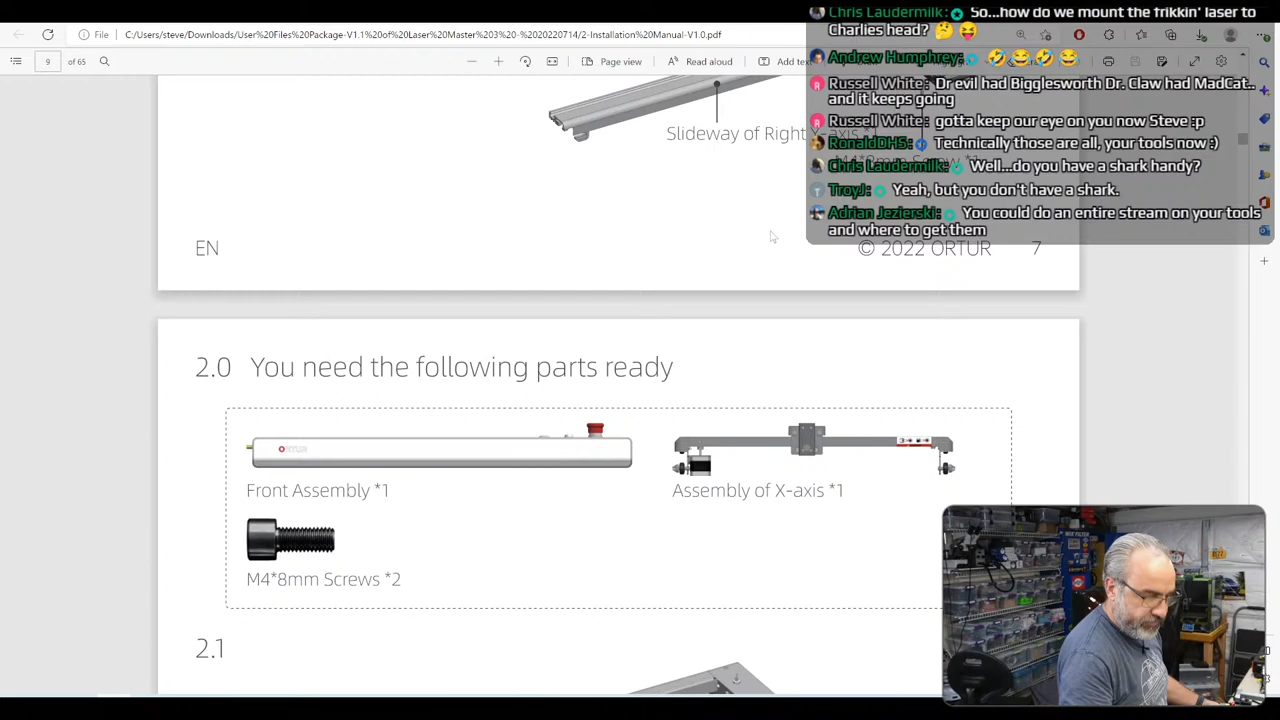 File
C:/Users/steve/Downloads/User%20Files%20Package-V1.1%20of%20Laser%20Master%203%20-%2020220714/2-Installation%20Manual-V1.0.pdf
9 of 65
Page view
Read aloud
Add text
Slideway of Right Y-axis *1
Chris Laudermilk: So...how do we mount the frikkin' laser to
Charlies head? 🤔 😝
Andrew Humphrey: 🤣 😂 🤣 😂
Russell White: Dr evil had Bigglesworth Dr. Claw had MadCat..
and it keeps going
Russell White: gotta keep our eye on you now Steve :p
RonaldDHS: Technically those are all, your tools now :)
Chris Laudermilk: Well...do you have a shark handy?
TroyJ: Yeah, but you don't have a shark.
Adrian Jezierski: You could do an entire stream on your tools
and where to get them
EN
© 2022 ORTUR
7
2.0 You need the following parts ready
ORTUR
Front Assembly *1
Assembly of X-axis *1
M4*8mm Screws *2
2.1